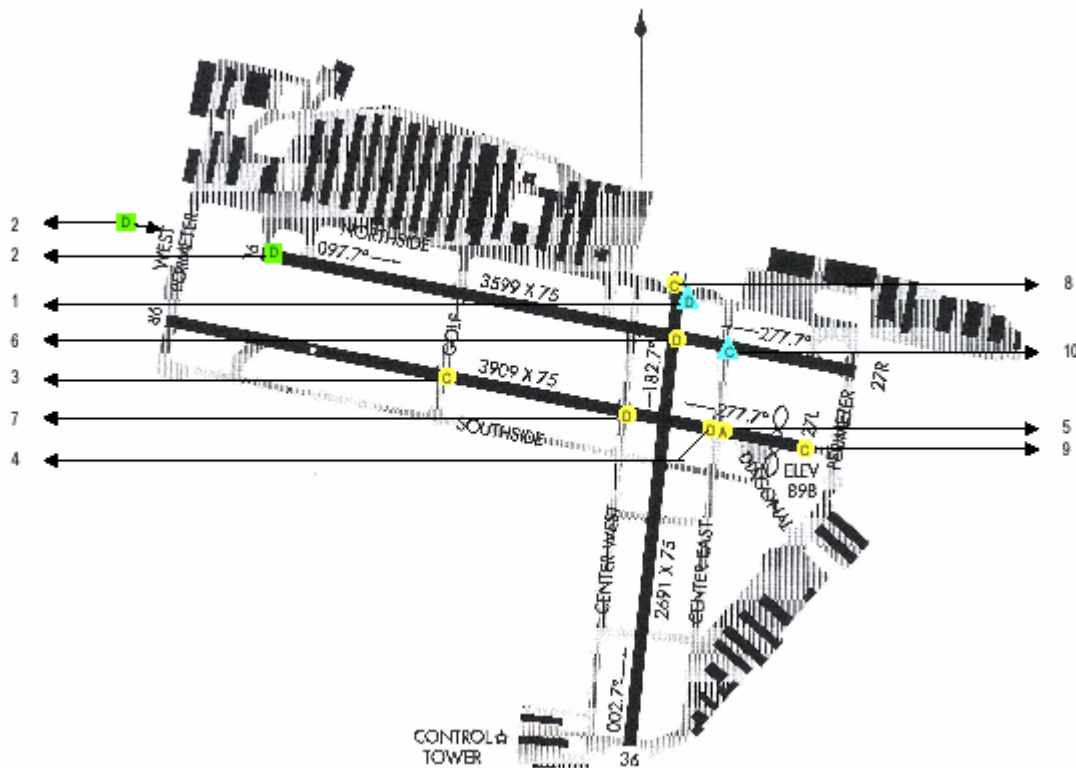 2
D
WEST
PERIMETER
2
D
NORTHSIDE
097.7°
3599 X 75
C
8
1
D
9R
6
D
277.7°
C
10
27R
GOLF
182.7°
3
C
3909 X 75
7
D
277.7°
27L
PERIMETER
SOUTHSIDE
D A
5
C
9
4
ELEV
898
DIAGONAL
CENTER WEST
CENTER EAST
2691 X 75
002.7°
CONTROL
TOWER
36